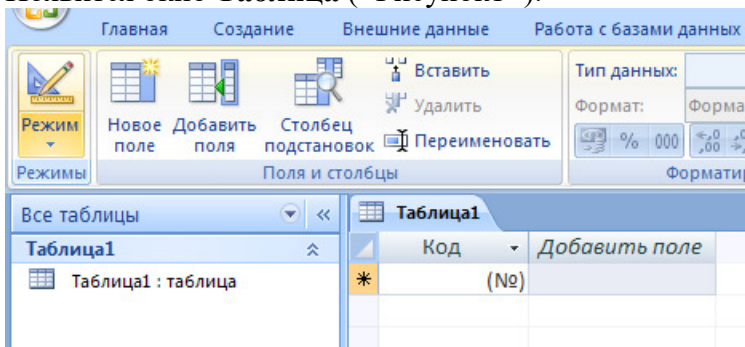 Главная Создание Внешние данные Работа с базами данных
Режим
Новое поле
Добавить поля
Столбец подстановок
Вставить
Удалить
Переименовать
Тип данных:
Формат: Форма
% 000
Режимы Поля и столбцы Формати
Все таблицы « Таблица1
Таблица1 Код Добавить поле
Таблица1 : таблица (№)